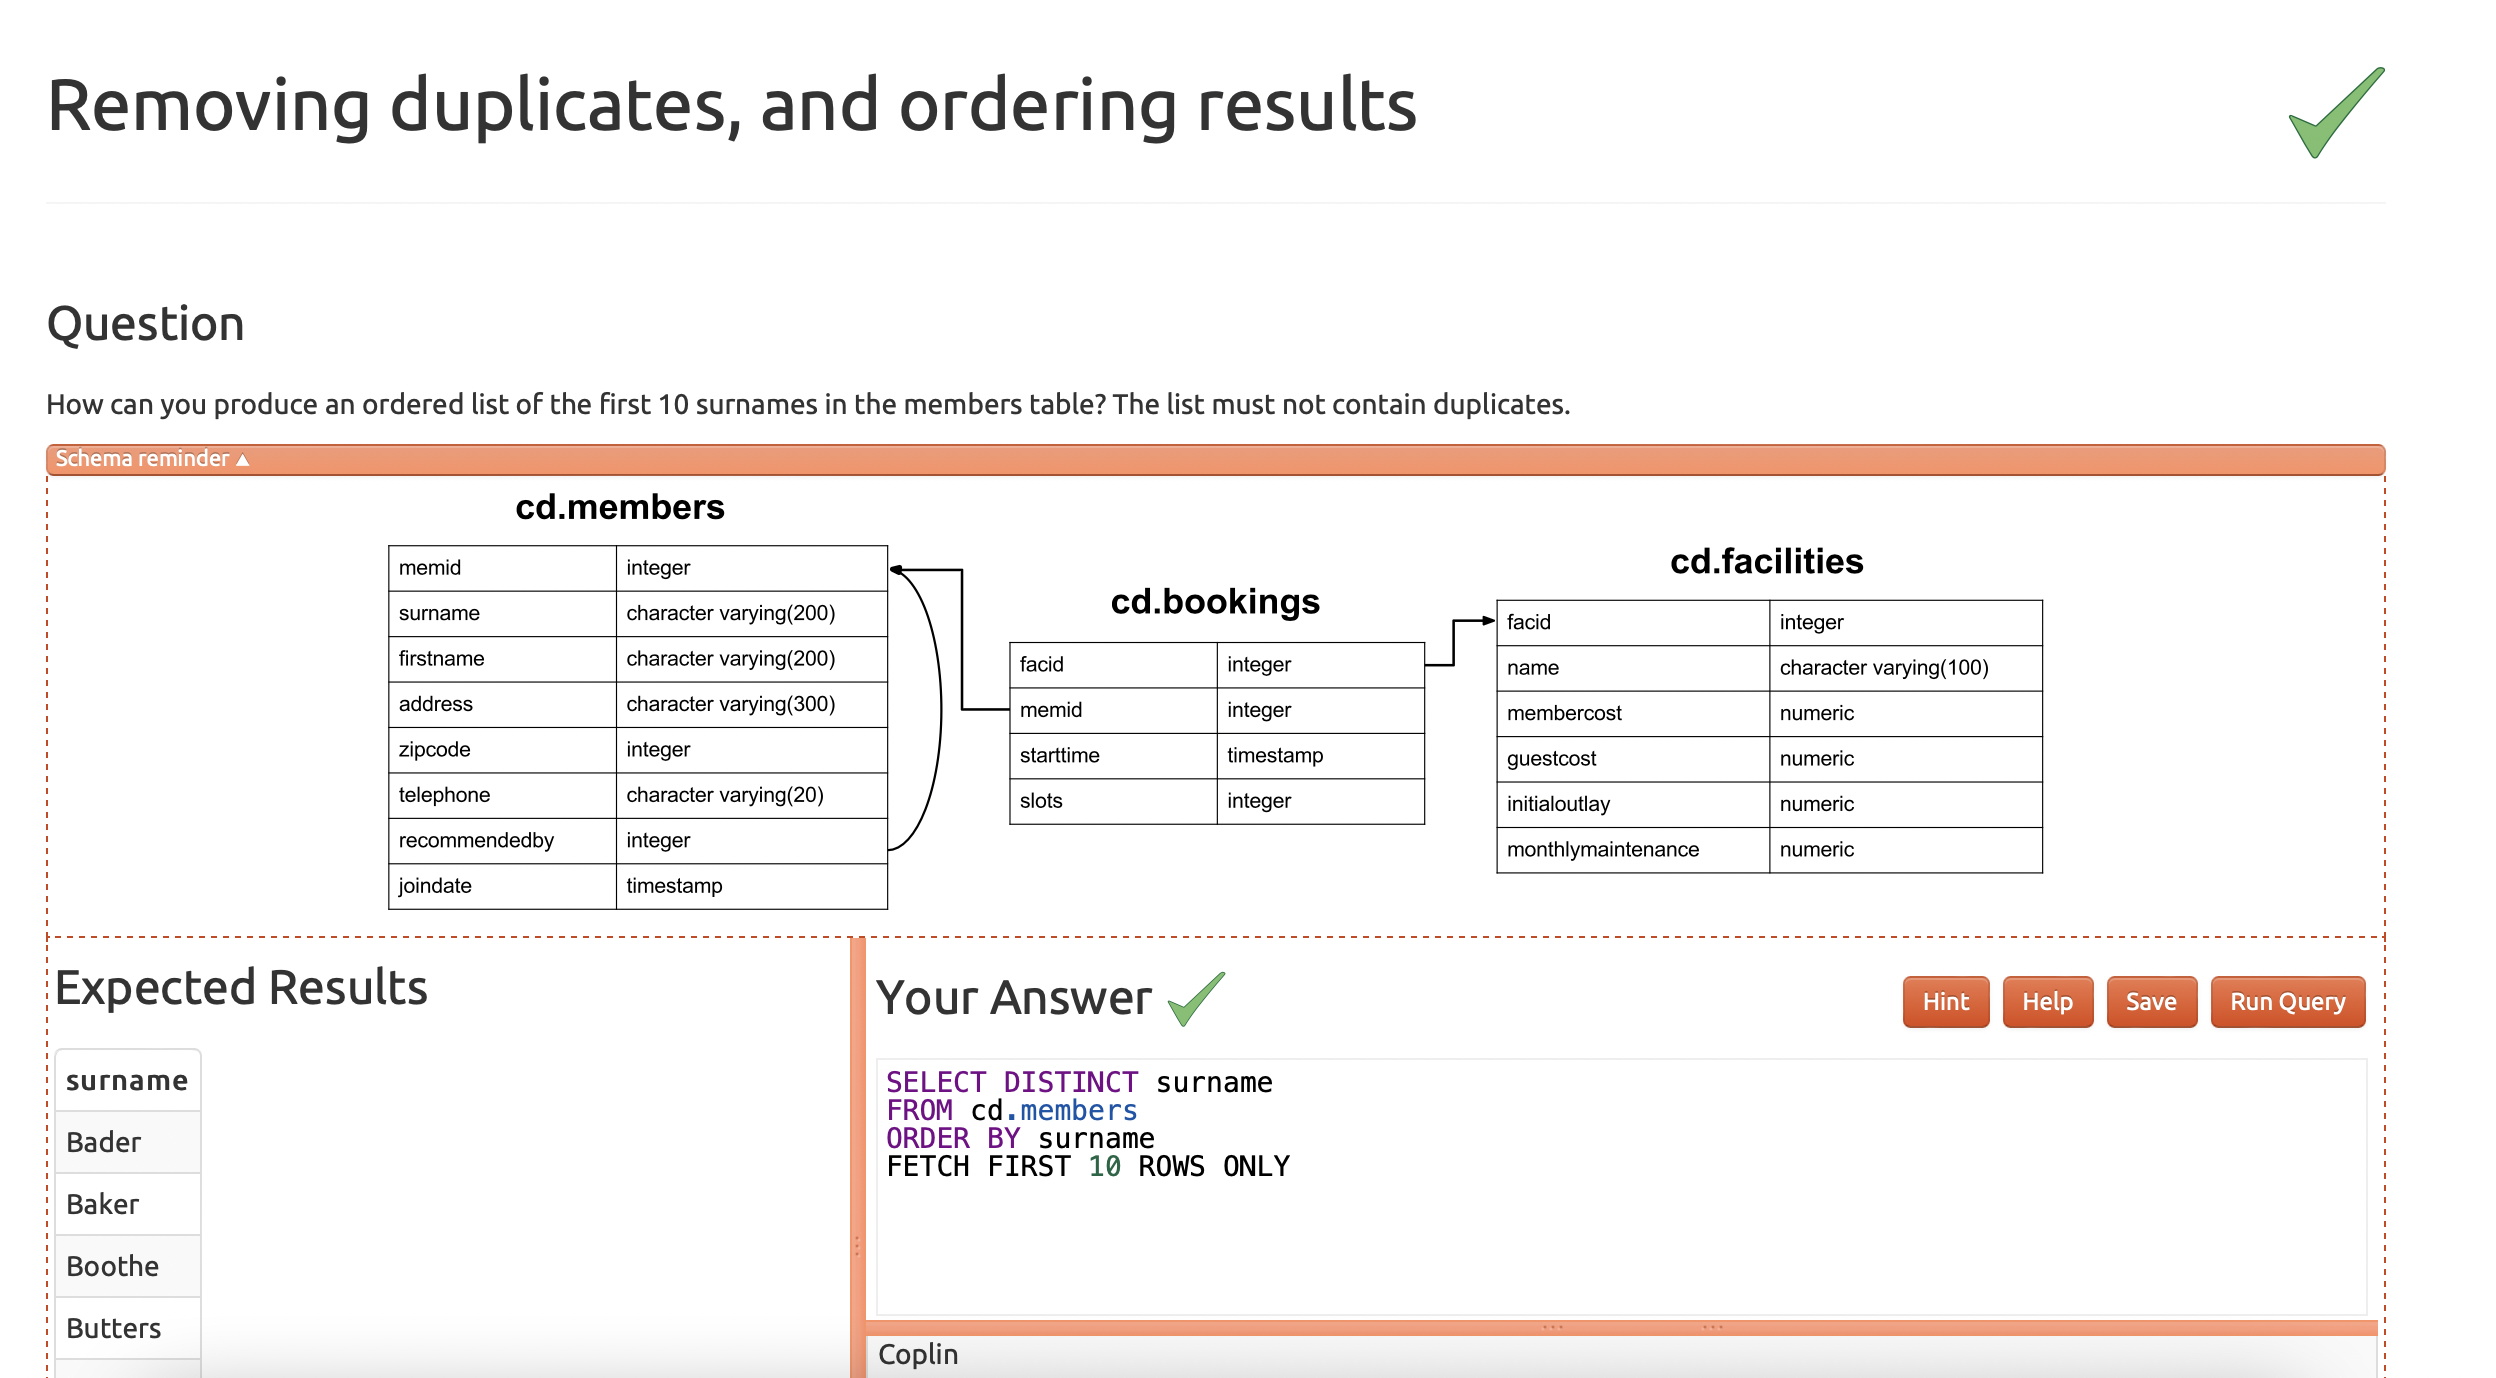 Removing duplicates, and ordering results
Question
How can you produce an ordered list of the first 10 surnames in the members table? The list must not contain duplicates.
Schema reminder ▲
cd.members
memid integer
surname character varying(200)
firstname character varying(200)
address character varying(300)
zipcode integer
telephone character varying(20)
recommendedby integer
joindate timestamp
cd.bookings
facid integer
memid integer
starttime timestamp
slots integer
cd.facilities
facid integer
name character varying(100)
membercost numeric
guestcost numeric
initialoutlay numeric
monthlymaintenance numeric
Expected Results
surname
Bader
Baker
Boothe
Butters
Your Answer
Hint Help Save Run Query
SELECT DISTINCT surname
FROM cd.members
ORDER BY surname
FETCH FIRST 10 ROWS ONLY
Coplin